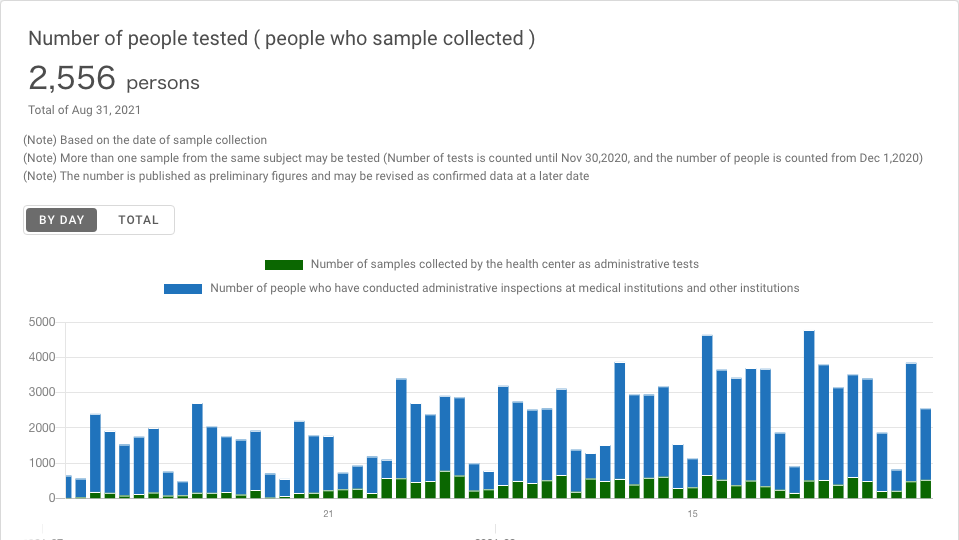 Number of people tested ( people who sample collected )
2,556 persons
Total of Aug 31, 2021
(Note) Based on the date of sample collection
(Note) More than one sample from the same subject may be tested (Number of tests is counted until Nov 30,2020, and the number of people is counted from Dec 1,2020)
(Note) The number is published as preliminary figures and may be revised as confirmed data at a later date
BY DAY TOTAL
Number of samples collected by the health center as administrative tests
Number of people who have conducted administrative inspections at medical institutions and other institutions
5000
4000
3000
2000
1000
0
21 15